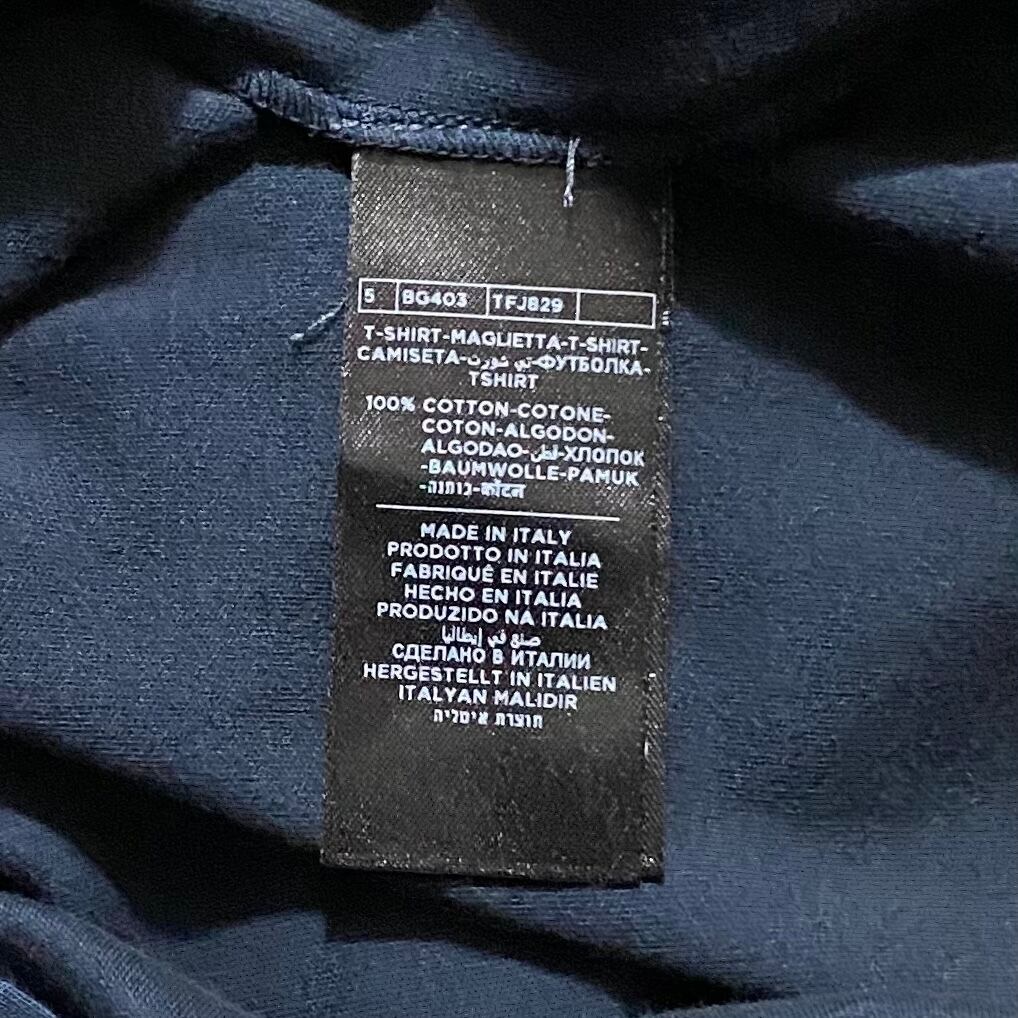 5 BG403 TFJ829
T-SHIRT-MAGLIETTA-T-SHIRT-
CAMISETA-تي شورت-ФУТБОЛКА-
TSHIRT
100% COTTON-COTONE-
COTON-ALGODON-
ALGODAO-قطن-ХЛОПОК
-BAUMWOLLE-PAMUK
-כותנה-कॉटन
MADE IN ITALY
PRODOTTO IN ITALIA
FABRIQUÉ EN ITALIE
HECHO EN ITALIA
PRODUZIDO NA ITALIA
صنع في إيطاليا
СДЕЛАНО В ИТАЛИИ
HERGESTELLT IN ITALIEN
ITALYAN MALIDIR
תוצרת איטליה